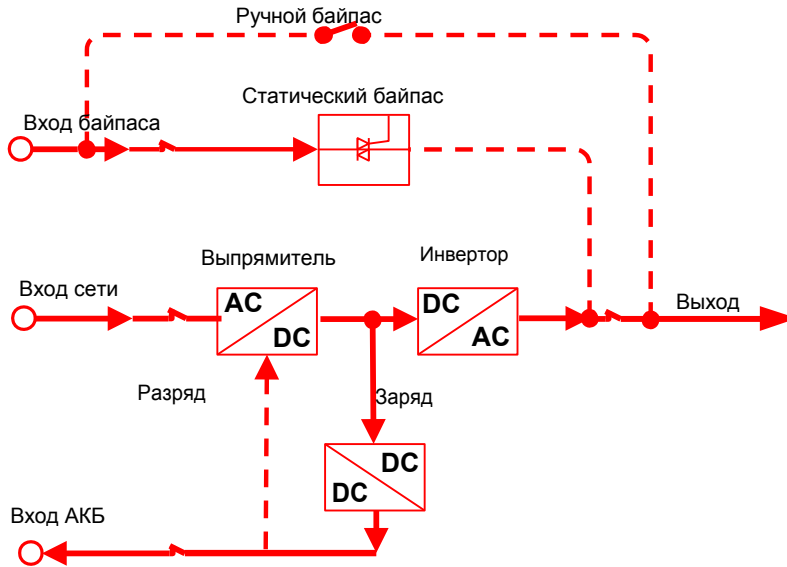 Ручной байпас
Статический байпас
Вход байпаса
Выпрямитель
Инвертор
Вход сети
AC
DC
DC
AC
Выход
Разряд
Заряд
DC
DC
Вход АКБ